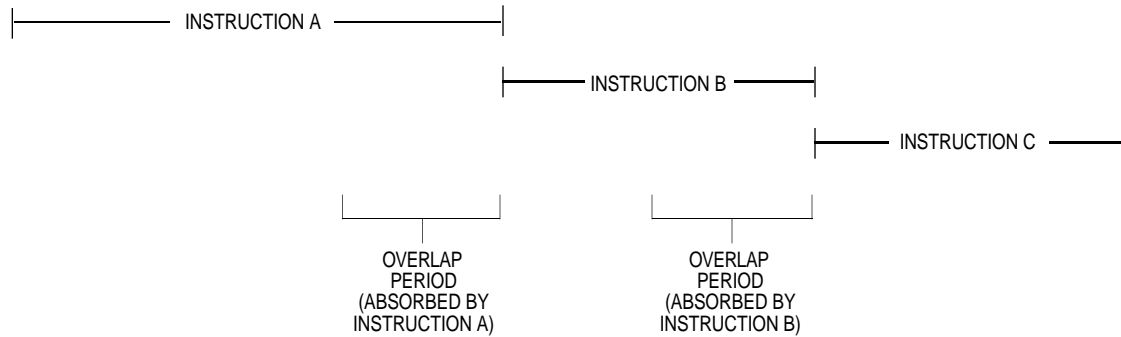 INSTRUCTION A
INSTRUCTION B
INSTRUCTION C
OVERLAP
PERIOD
(ABSORBED BY
INSTRUCTION A)
OVERLAP
PERIOD
(ABSORBED BY
INSTRUCTION B)